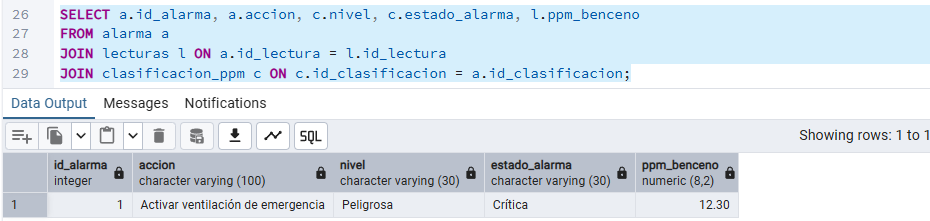 26 SELECT a.id_alarma, a.accion, c.nivel, c.estado_alarma, l.ppm_benceno
27 FROM alarma a
28 JOIN lecturas l ON a.id_lectura = l.id_lectura
29 JOIN clasificacion_ppm c ON c.id_clasificacion = a.id_clasificacion;
Data Output Messages Notifications
SQL Showing rows: 1 to 1
id_alarma accion nivel estado_alarma ppm_benceno
integer character varying (100) character varying (30) character varying (30) numeric (8,2)
1 1 Activar ventilación de emergencia Peligrosa Crítica 12.30